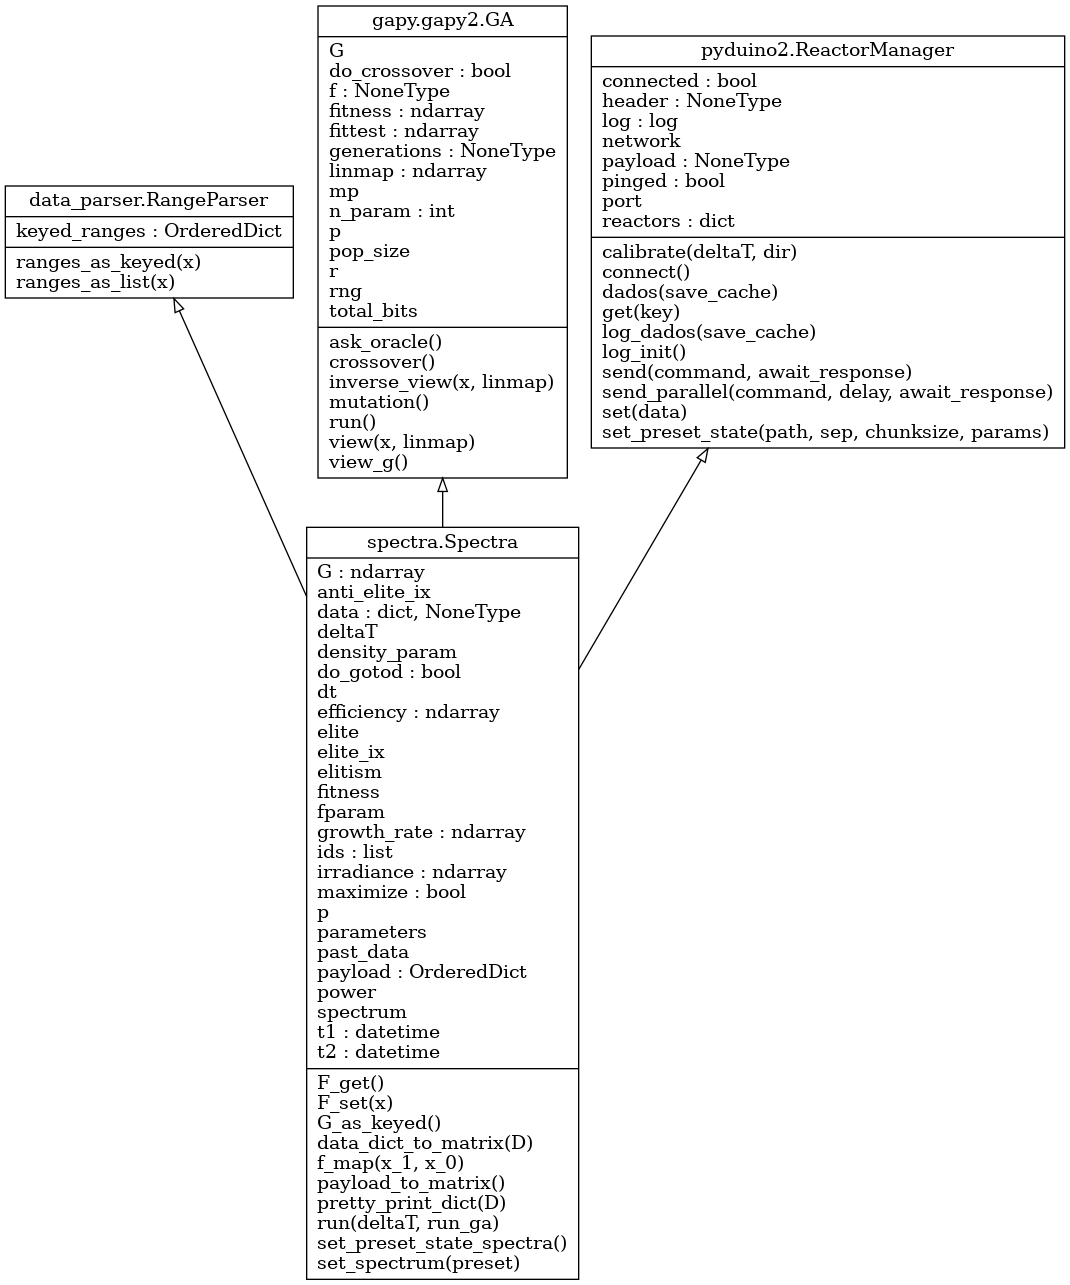 gapy.gapy2.GA
G
do_crossover : bool
f : NoneType
fitness : ndarray
fittest : ndarray
generations : NoneType
linmap : ndarray
mp
n_param : int
p
pop_size
r
rng
total_bits
ask_oracle()
crossover()
inverse_view(x, linmap)
mutation()
run()
view(x, linmap)
view_g()
pyduino2.ReactorManager
connected : bool
header : NoneType
log : log
network
payload : NoneType
pinged : bool
port
reactors : dict
calibrate(deltaT, dir)
connect()
dados(save_cache)
get(key)
log_dados(save_cache)
log_init()
send(command, await_response)
send_parallel(command, delay, await_response)
set(data)
set_preset_state(path, sep, chunksize, params)
data_parser.RangeParser
keyed_ranges : OrderedDict
ranges_as_keyed(x)
ranges_as_list(x)
spectra.Spectra
G : ndarray
anti_elite_ix
data : dict, NoneType
deltaT
density_param
do_gotod : bool
dt
efficiency : ndarray
elite
elite_ix
elitism
fitness
fparam
growth_rate : ndarray
ids : list
irradiance : ndarray
maximize : bool
p
parameters
past_data
payload : OrderedDict
power
spectrum
t1 : datetime
t2 : datetime
F_get()
F_set(x)
G_as_keyed()
data_dict_to_matrix(D)
f_map(x_1, x_0)
payload_to_matrix()
pretty_print_dict(D)
run(deltaT, run_ga)
set_preset_state_spectra()
set_spectrum(preset)